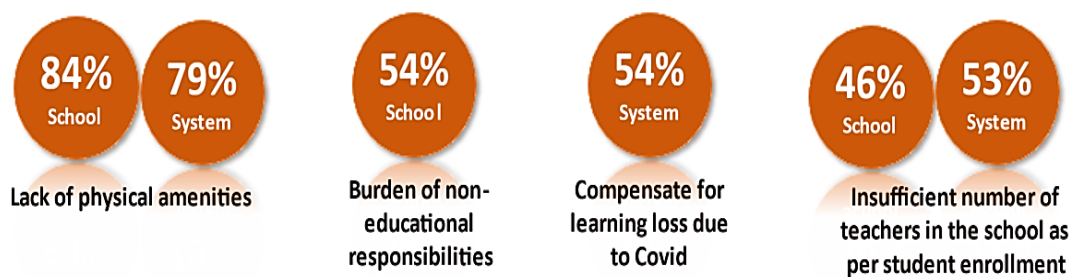 84%
School
79%
System
Lack of physical amenities
54%
School
Burden of non-
educational
responsibilities
54%
System
Compensate for
learning loss due
to Covid
46%
School
53%
System
Insufficient number of
teachers in the school as
per student enrollment